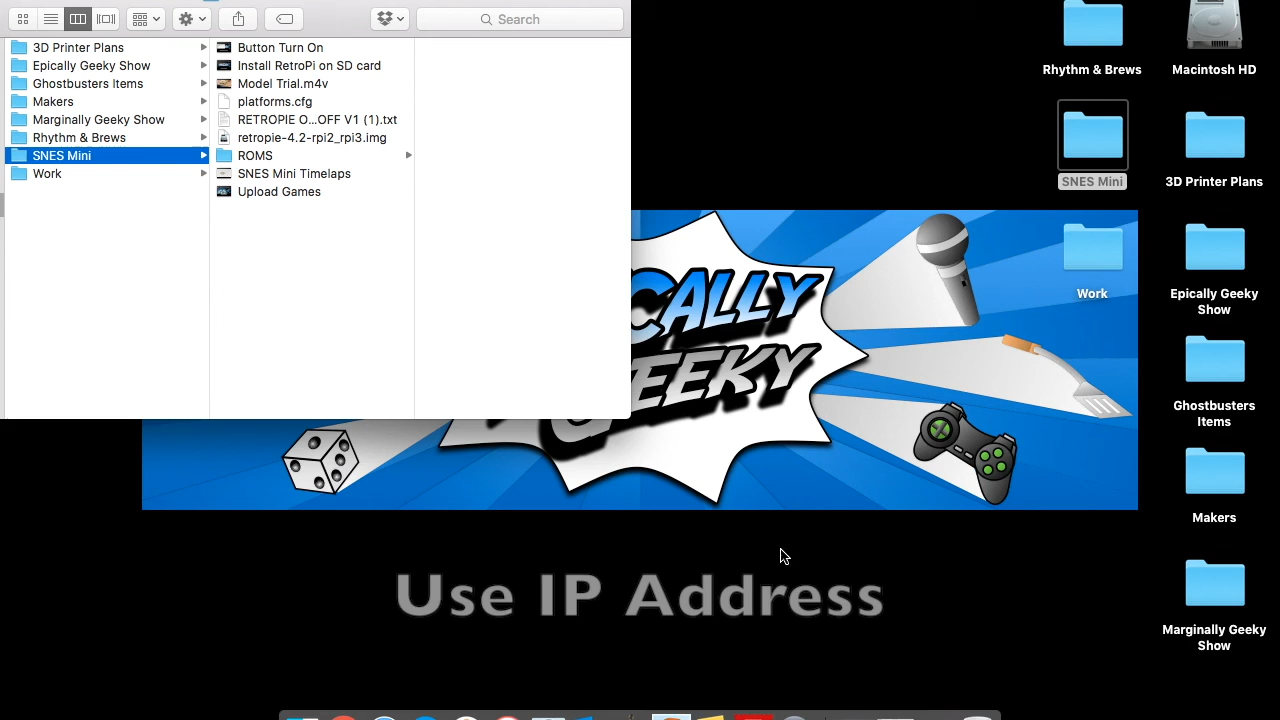 Search
3D Printer Plans
Epically Geeky Show
Ghostbusters Items
Makers
Marginally Geeky Show
Rhythm & Brews
SNES Mini
Work
Button Turn On
Install RetroPi on SD card
Model Trial.m4v
platforms.cfg
RETROPIE O...OFF V1 (1).txt
retropie-4.2-rpi2_rpi3.img
ROMS
SNES Mini Timelaps
Upload Games
Rhythm & Brews
Macintosh HD
SNES Mini
3D Printer Plans
Work
Epically Geeky
Show
Ghostbusters
Items
Makers
Marginally Geeky
Show
CALLY
GEEKY
Use IP Address